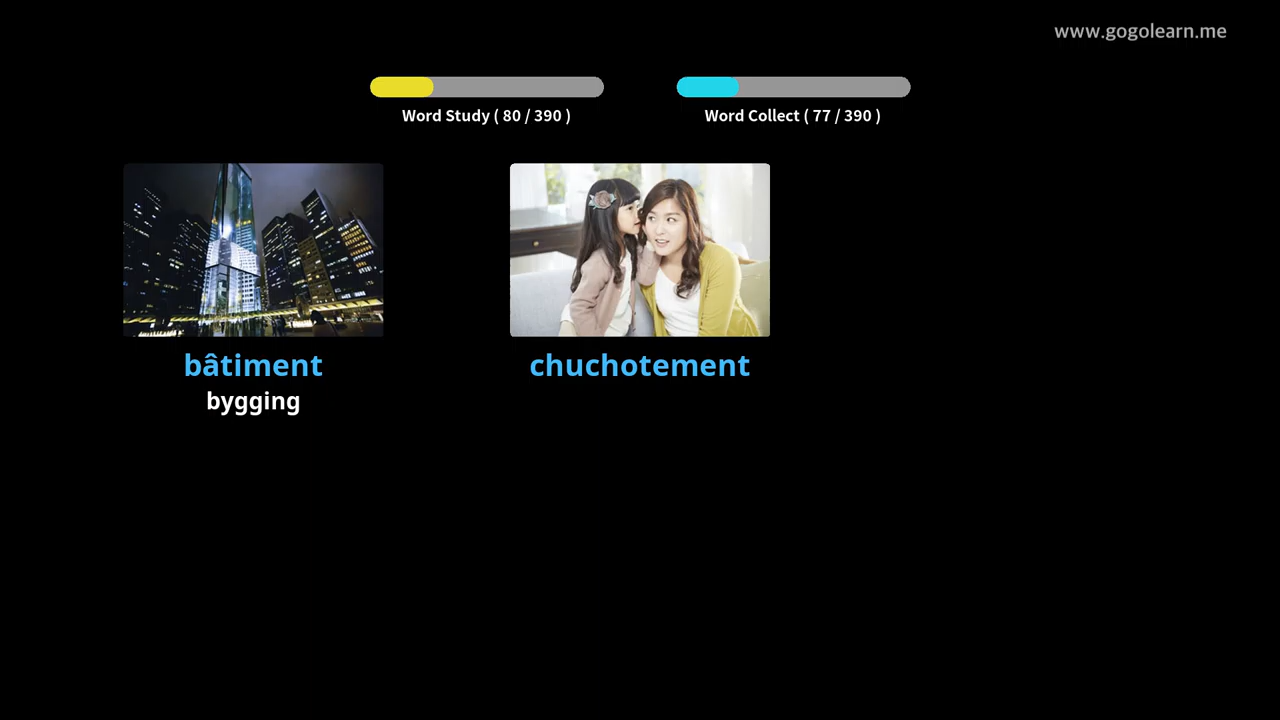 www.gogolearn.me
Word Study ( 80 / 390 )
Word Collect ( 77 / 390 )
bâtiment
bygging
chuchotement